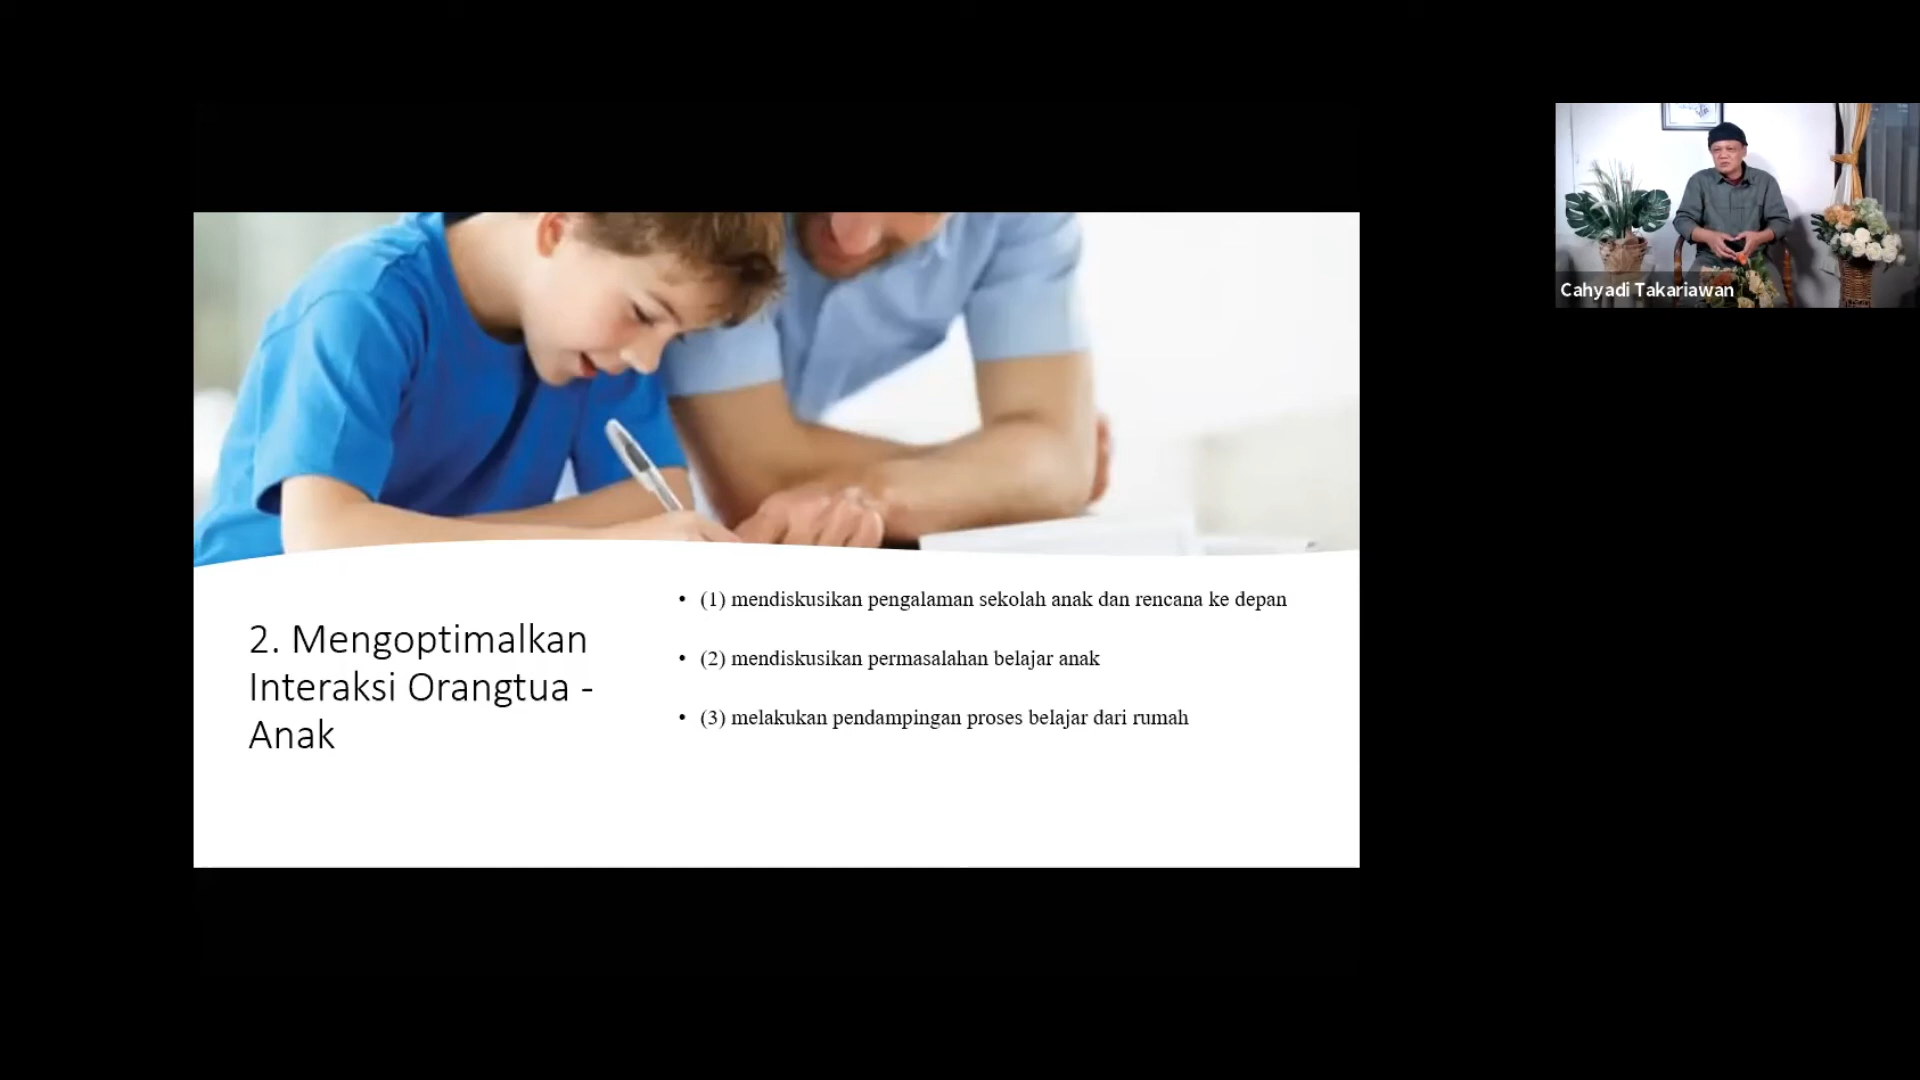 Cahyadi Takariawan
2. Mengoptimalkan
Interaksi Orangtua -
Anak
• (1) mendiskusikan pengalaman sekolah anak dan rencana ke depan
• (2) mendiskusikan permasalahan belajar anak
• (3) melakukan pendampingan proses belajar dari rumah